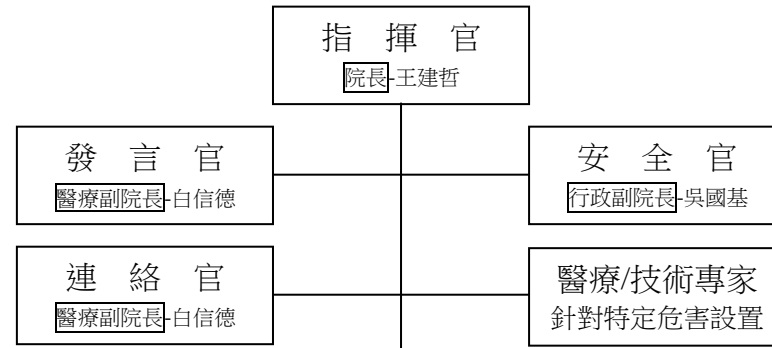 指 揮 官
院長-王建哲
發 言 官
醫療副院長-白信德
安 全 官
行政副院長-吳國基
連 絡 官
醫療副院長-白信德
醫療/技術專家
針對特定危害設置